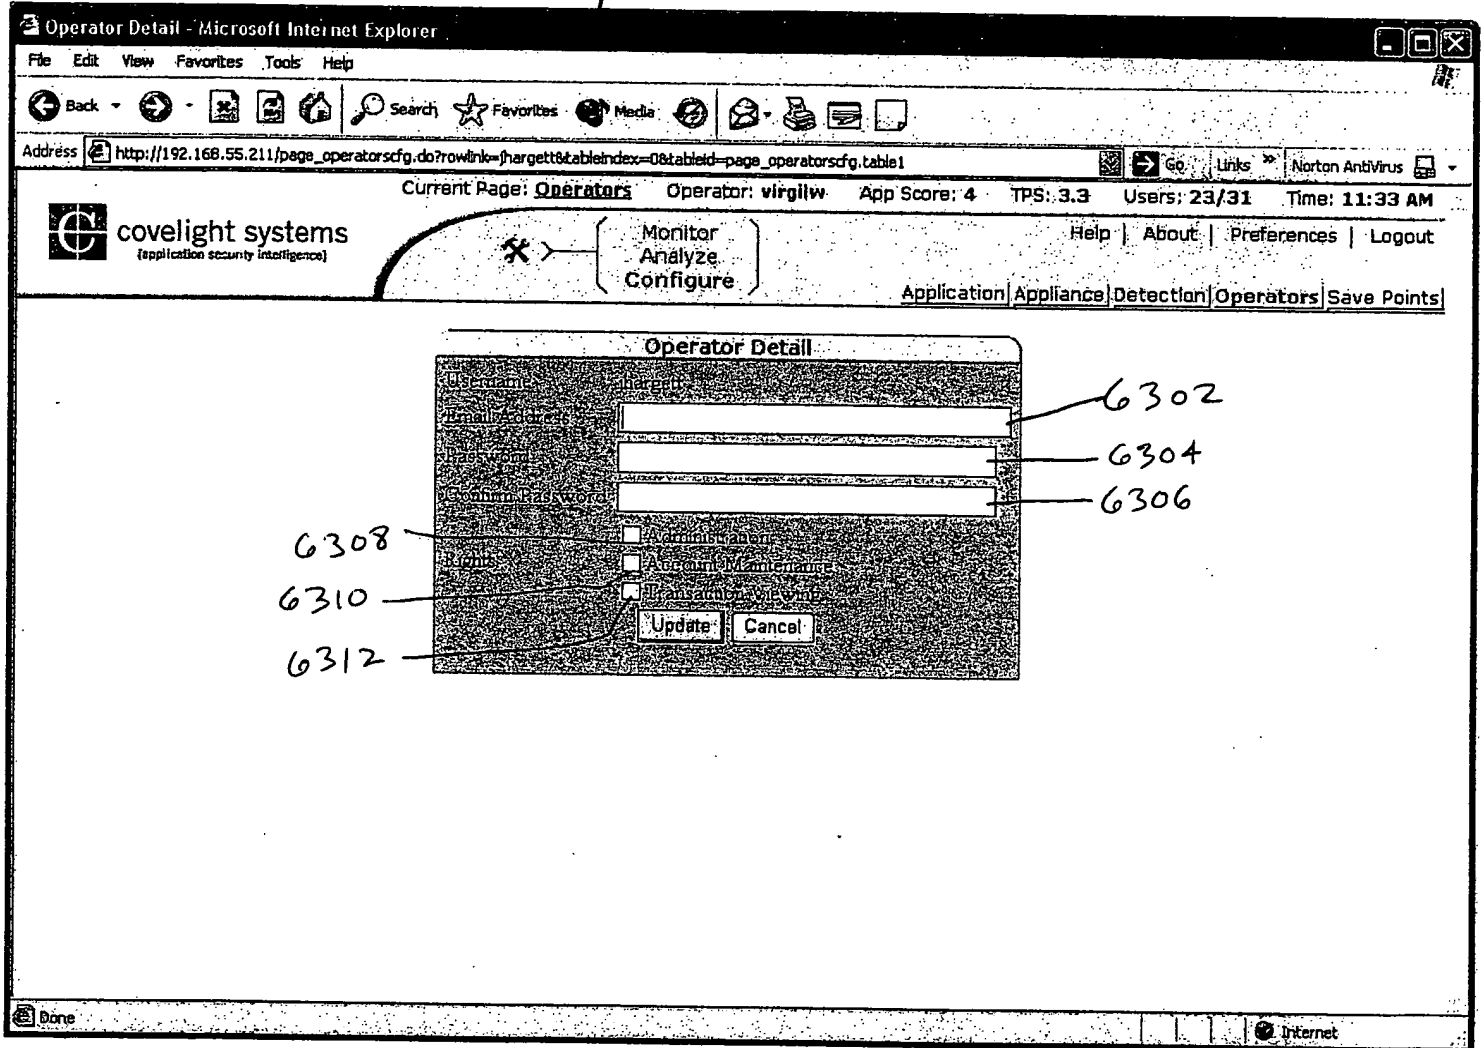 Operator Detail - Microsoft Internet Explorer
File Edit View Favorites Tools Help
Back Search Favorites Media
Address http://192.168.55.211/page_operatorscfg.do?rowlink=jhargett&tableindex=0&tableid=page_operatorscfg.table1 Go Links » Norton AntiVirus
Current Page: Operators Operator: virgilw App Score: 4 TPS: 3.3 Users: 23/31 Time: 11:33 AM
covelight systems
{application security intelligence}
Monitor
Analyze
Configure
Help | About | Preferences | Logout
Application | Appliance | Detection | Operators | Save Points |
Operator Detail
Username jhargett
Email Address 6302
Password 6304
Confirm Password 6306
6308 Administration
Rights Account Maintenance
6310 Transaction viewing
Update Cancel
6312
Done Internet